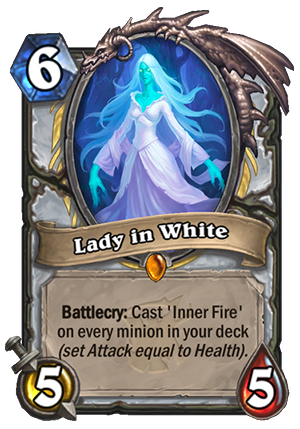 6
Lady in White
Battlecry: Cast 'Inner Fire'
on every minion in your deck
(set Attack equal to Health).
5 5